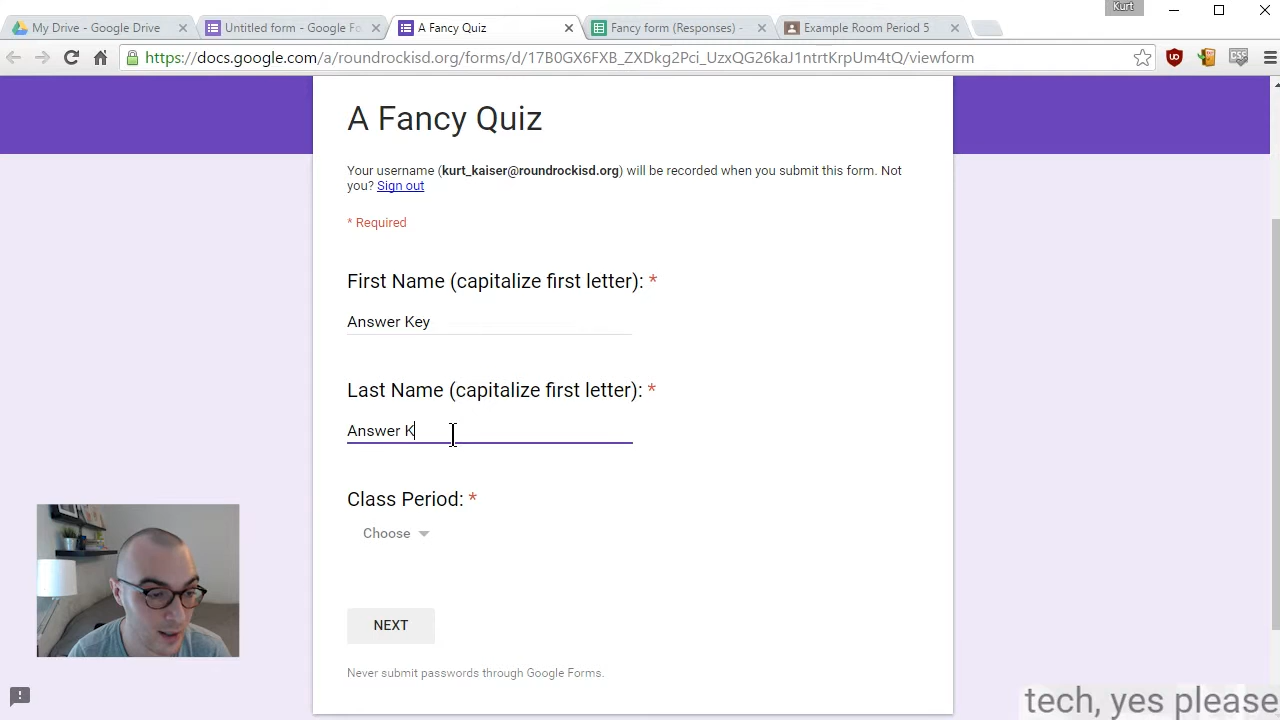 Kurt
My Drive - Google Drive
Untitled form - Google Fo
A Fancy Quiz
Fancy form (Responses) -
Example Room Period 5
https://docs.google.com/a/roundrockisd.org/forms/d/17B0GX6FXB_ZXDkg2Pci_UzxQG26kaJ1ntrtKrpUm4tQ/viewform
CSS
A Fancy Quiz
Your username (kurt_kaiser@roundrockisd.org) will be recorded when you submit this form. Not
you? Sign out
* Required
First Name (capitalize first letter): *
Answer Key
Last Name (capitalize first letter): *
Answer K
Class Period: *
Choose
NEXT
Never submit passwords through Google Forms.
tech, yes please